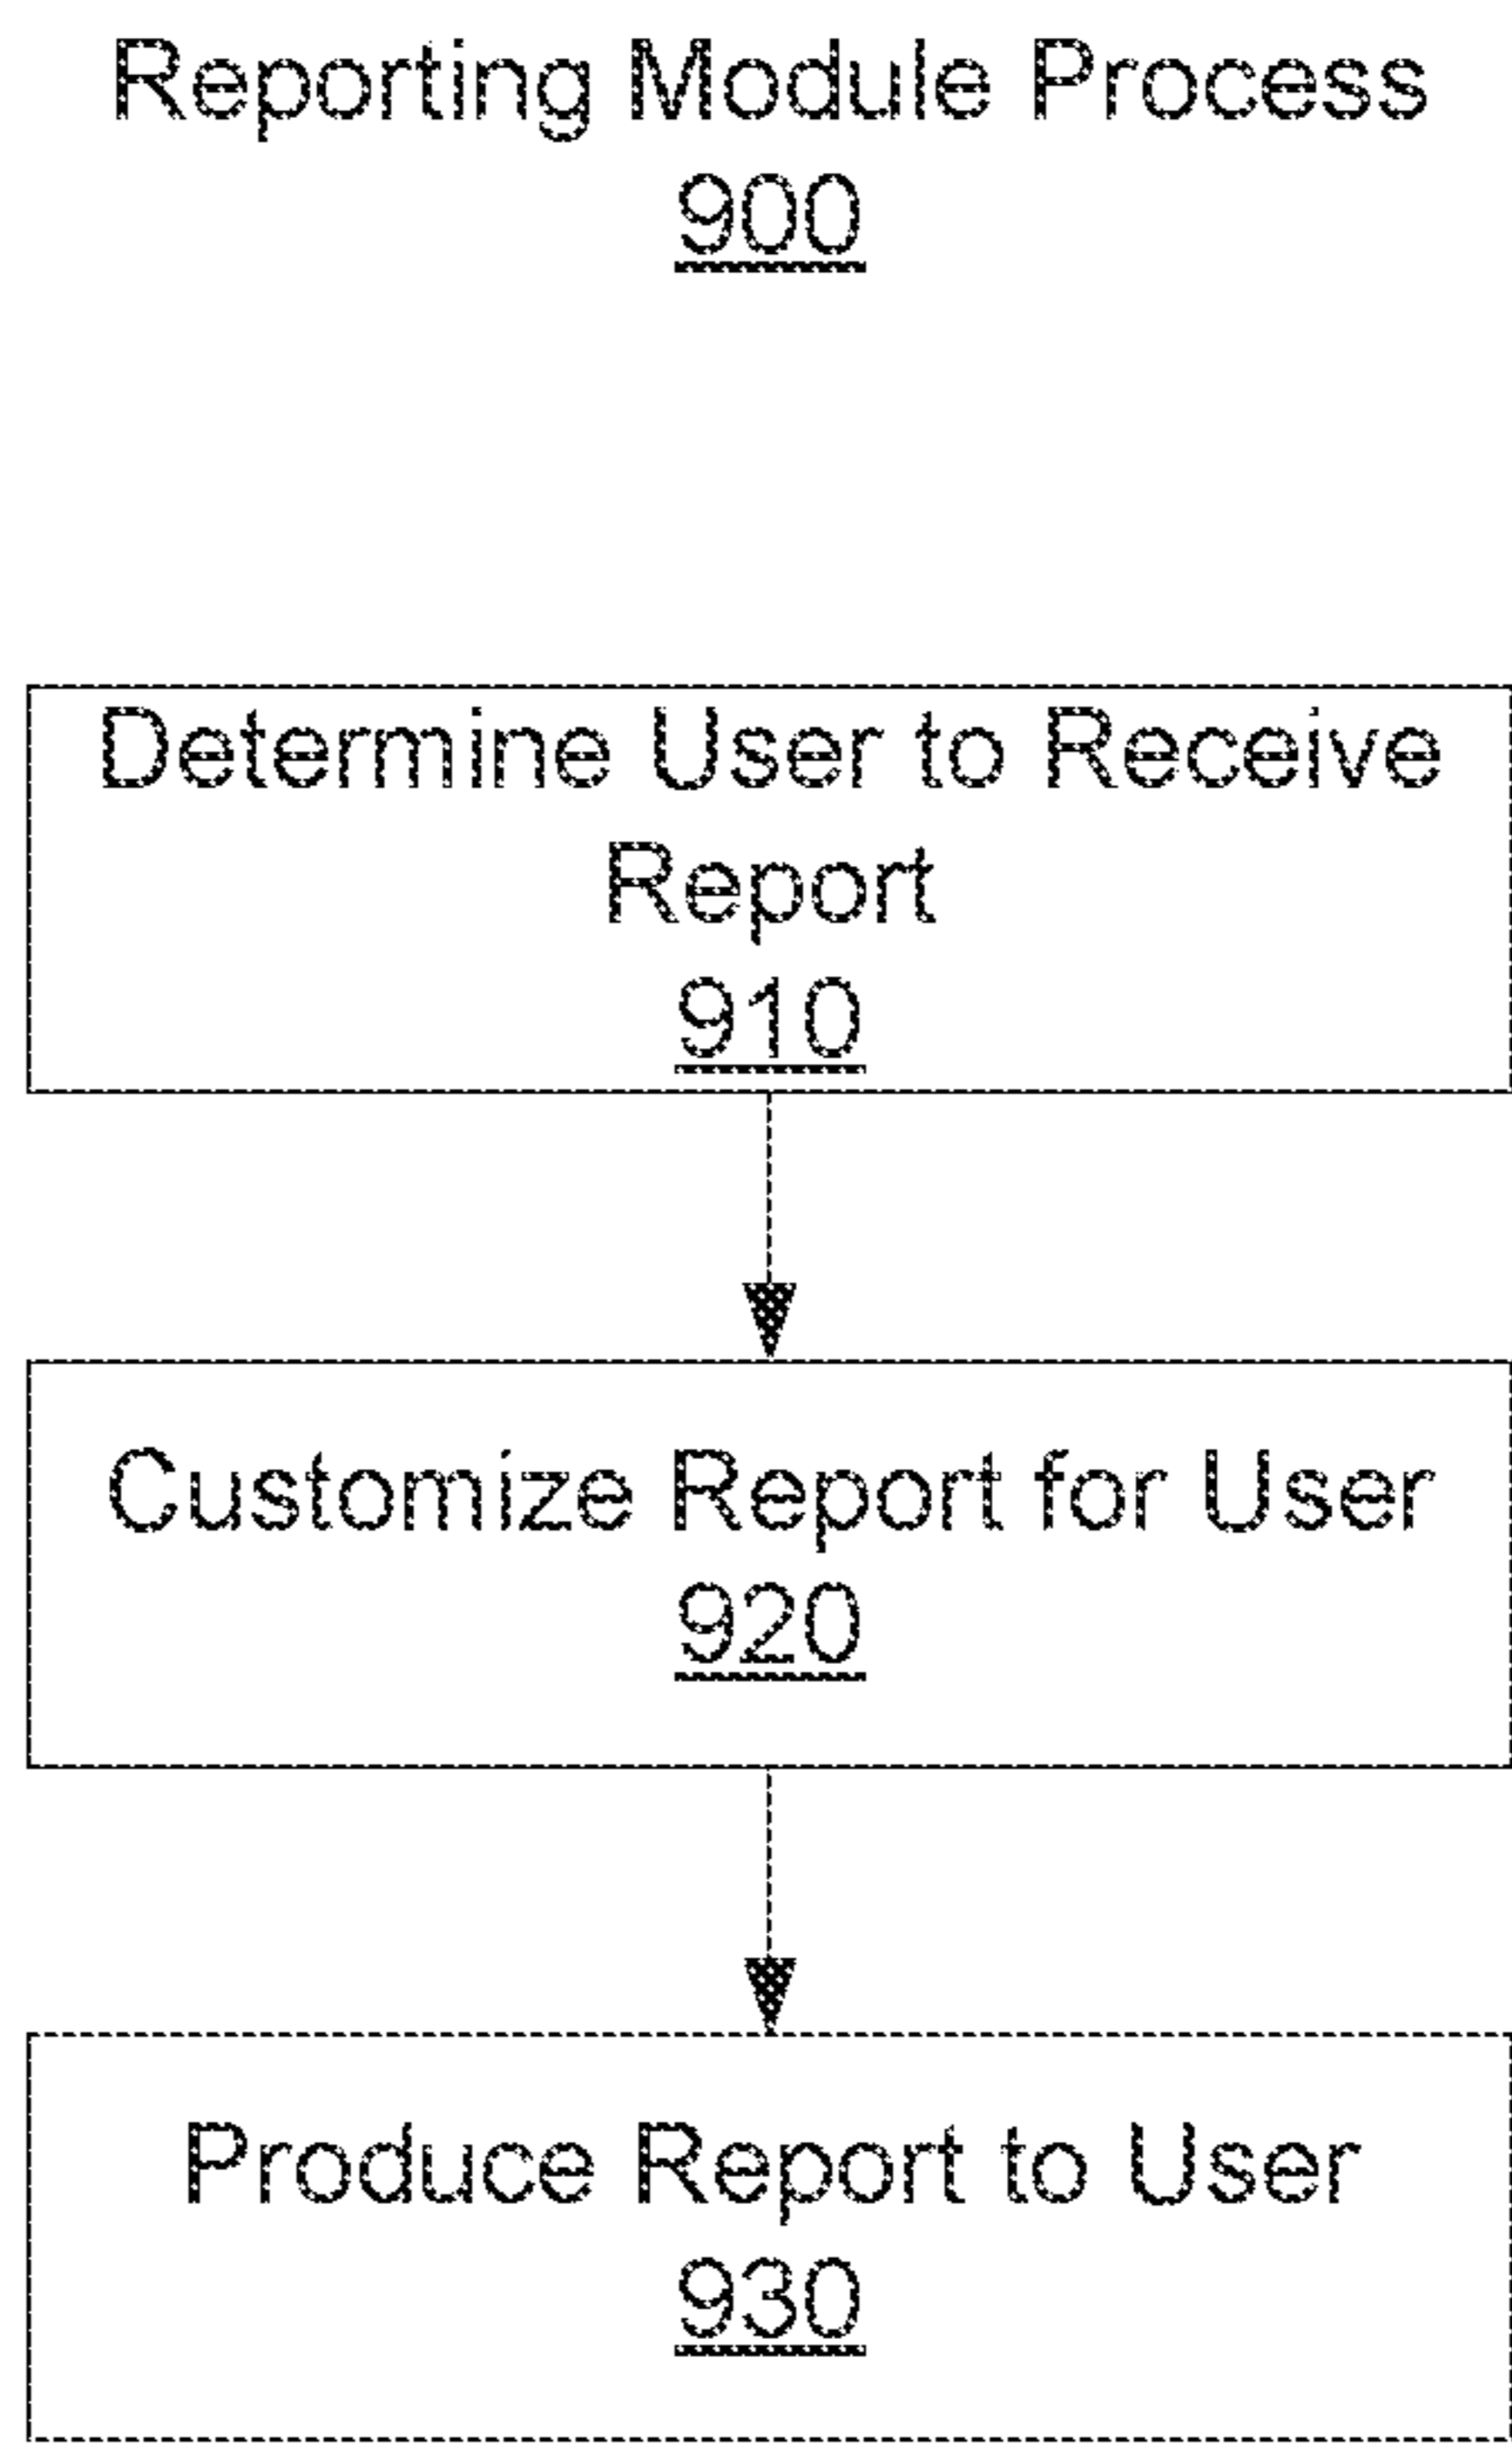 Reporting Module Process
900
Determine User to Receive
Report
910
Customize Report for User
920
Produce Report to User
930